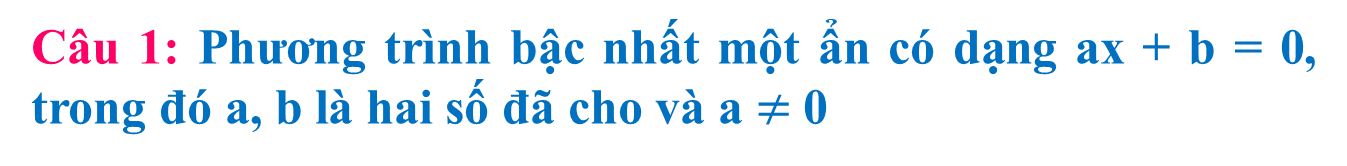 Câu 1: Phương trình bậc nhất một ẩn có dạng ax + b = 0,
trong đó a, b là hai số đã cho và a ≠ 0